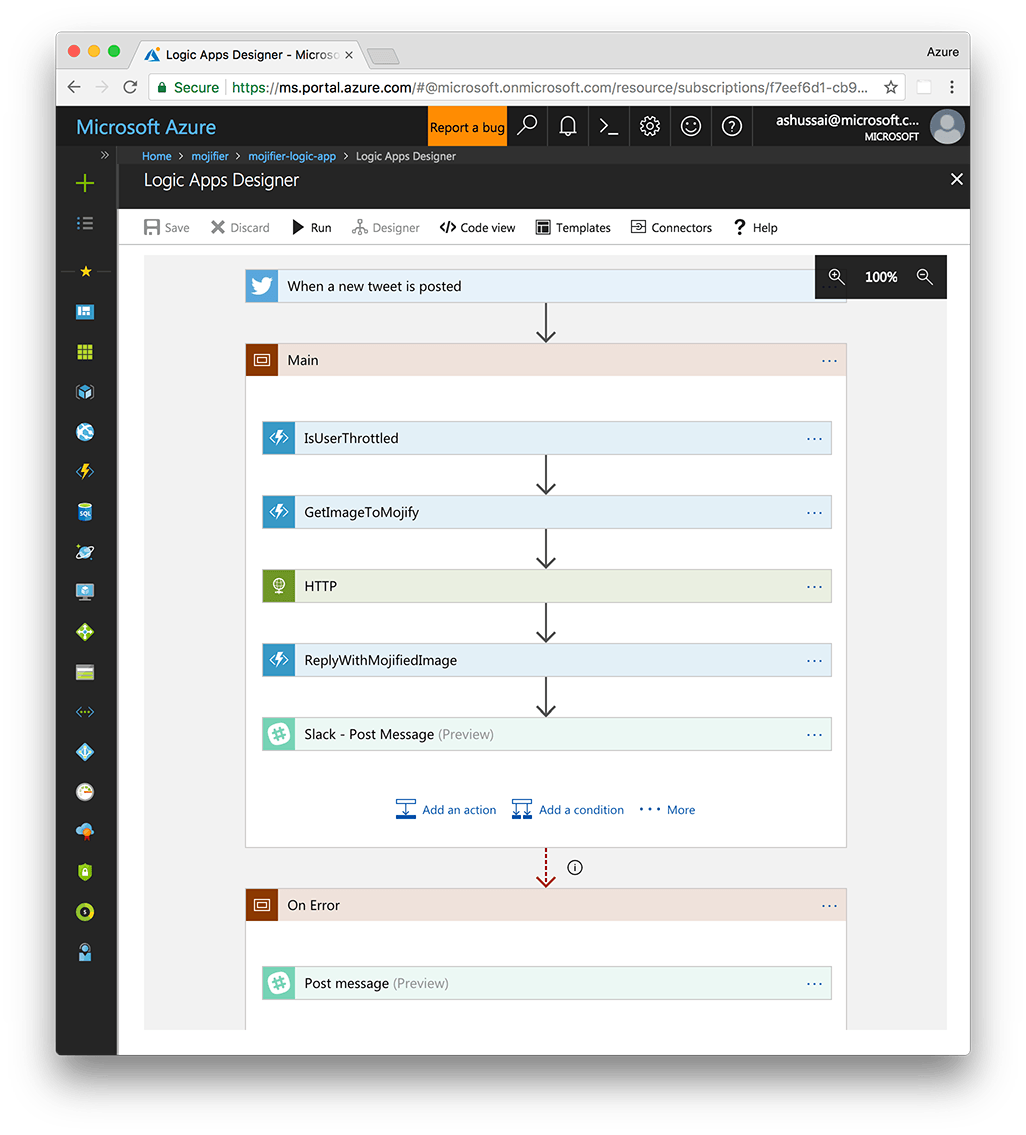 Logic Apps Designer - Microso
Azure
Secure https://ms.portal.azure.com/#@microsoft.onmicrosoft.com/resource/subscriptions/f7eef6d1-cb9...
Microsoft Azure
Report a bug
ashussai@microsoft.c...
MICROSOFT
Home > mojifier > mojifier-logic-app > Logic Apps Designer
Logic Apps Designer
Save Discard Run Designer Code view Templates Connectors Help
When a new tweet is posted
100%
Main
IsUserThrottled
GetImageToMojify
HTTP
ReplyWithMojifiedImage
Slack - Post Message (Preview)
Add an action Add a condition ... More
On Error
Post message (Preview)